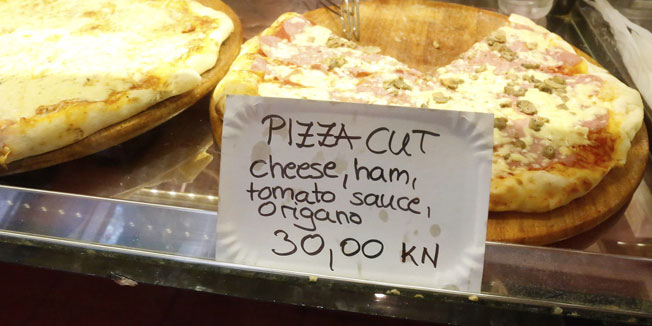 PIZZA CUT
cheese, ham,
tomato sauce,
origano
30,00 KN